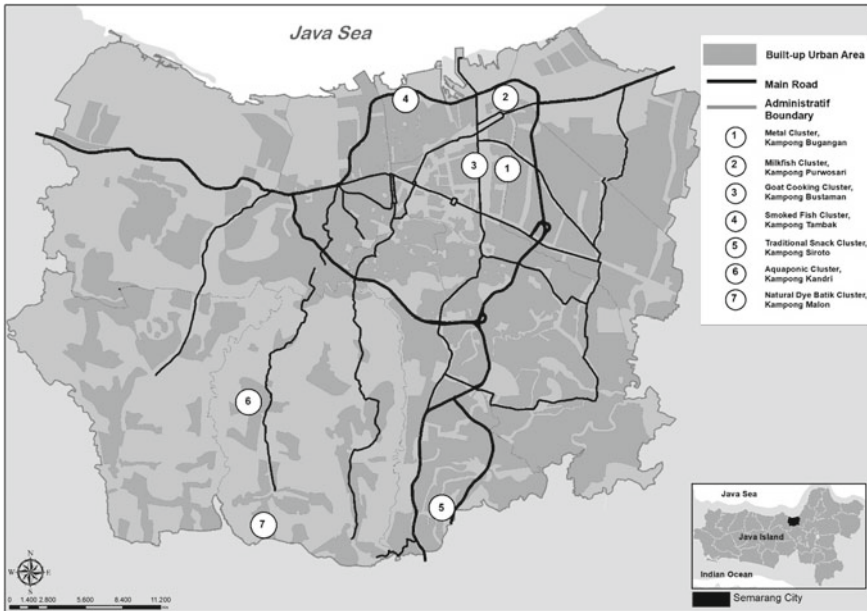 Java Sea
4
2
3
1
6
5
7
Built-up Urban Area
Main Road
Administratif
Boundary
1
Metal Cluster,
Kampong Bugangan
2
Milkfish Cluster,
Kampong Purwosari
3
Goat Cooking Cluster,
Kampong Bustaman
4
Smoked Fish Cluster,
Kampong Tambak
5
Traditional Snack Cluster,
Kampong Siroto
6
Aquaponic Cluster,
Kampong Kandri
7
Natural Dye Batik Cluster,
Kampong Malon
Java Sea
Java Island
Indian Ocean
Semarang City
N
W E
S
0 1.400 2.800 5.600 8.400 11.200